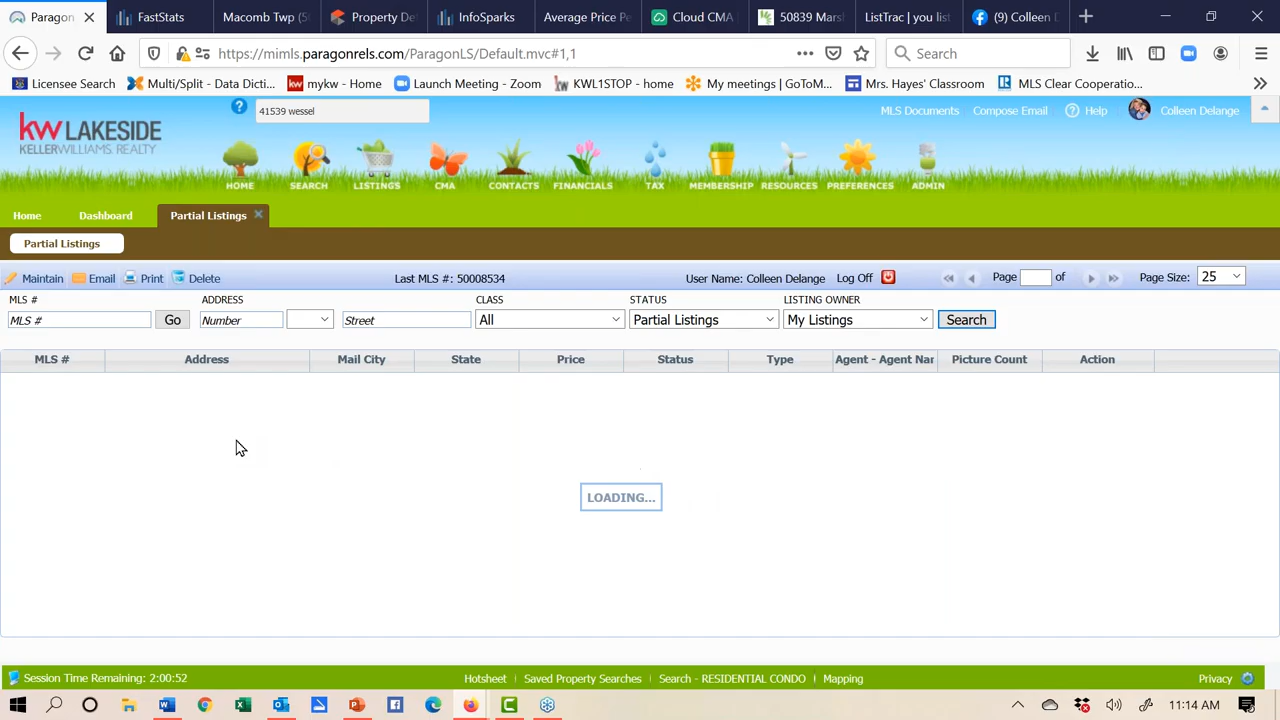 Paragon FastStats Macomb Twp (5 Property De InfoSparks Average Price Pe Cloud CMA 50839 Mars ListTrac | you list (9) Colleen D
https://mimls.paragonrels.com/ParagonLS/Default.mvc#1,1 Search
Licensee Search Multi/Split - Data Dicti... mykw - Home Launch Meeting - Zoom KWL1STOP - home My meetings | GoToM... Mrs. Hayes' Classroom MLS Clear Cooperatio...
41539 wessel MLS Documents Compose Email Help Colleen Delange
kw LAKESIDE
KELLERWILLIAMS. REALTY
HOME SEARCH LISTINGS CMA CONTACTS FINANCIALS TAX MEMBERSHIP RESOURCES PREFERENCES ADMIN
Home Dashboard Partial Listings
Partial Listings
Maintain Email Print Delete Last MLS #: 50008534 User Name: Colleen Delange Log Off Page of Page Size: 25
MLS # ADDRESS CLASS STATUS LISTING OWNER
MLS # Go Number Street All Partial Listings My Listings Search
MLS # Address Mail City State Price Status Type Agent - Agent Nar Picture Count Action
LOADING...
Session Time Remaining: 2:00:52 Hotsheet Saved Property Searches Search - RESIDENTIAL CONDO Mapping Privacy
11:14 AM